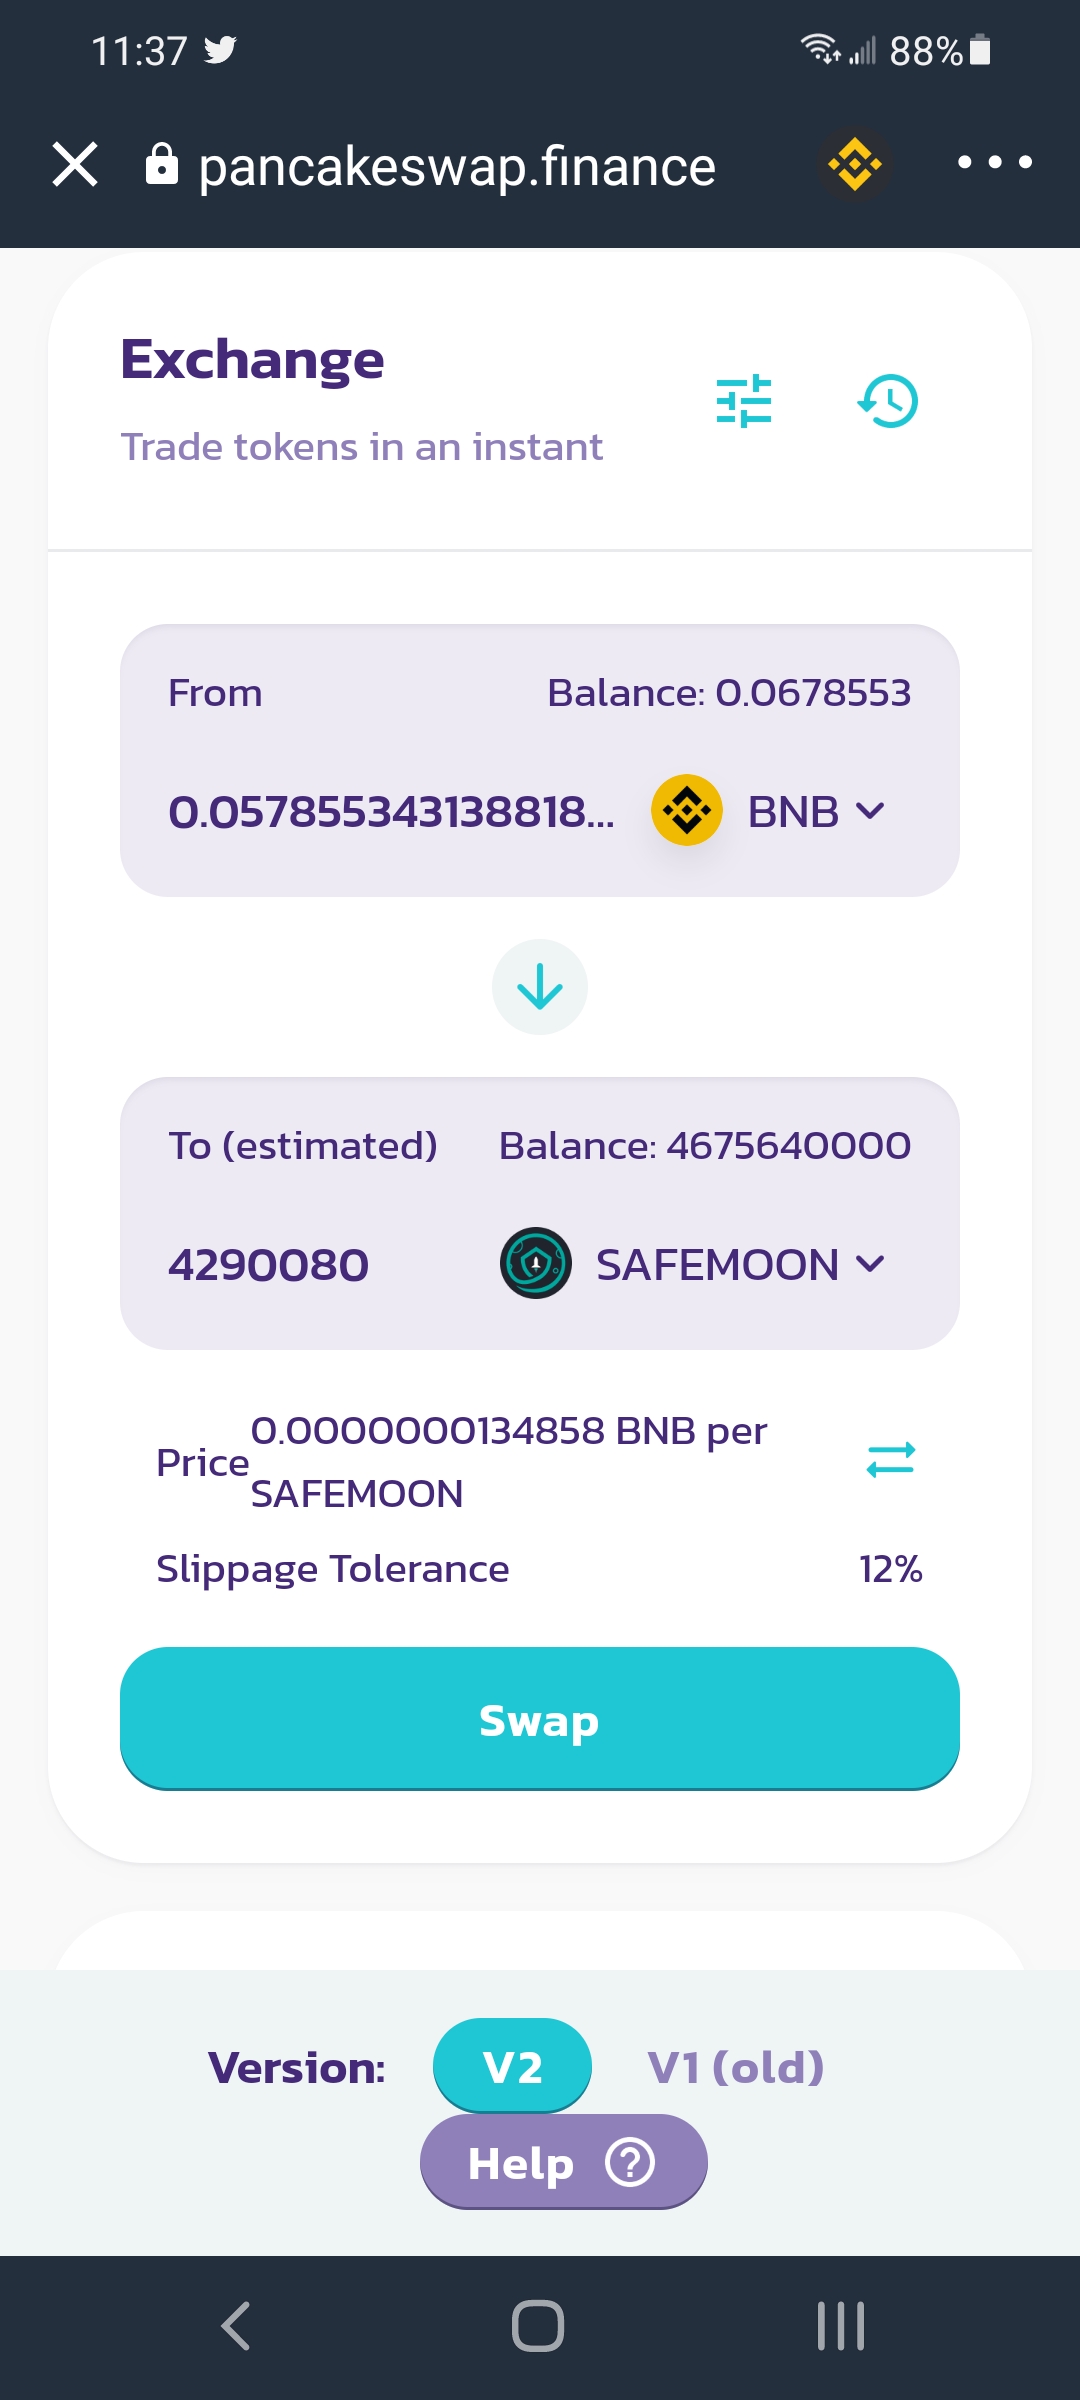 11:37
88%
pancakeswap.finance
Exchange
Trade tokens in an instant
From
Balance: 0.0678553
0.057855343138818...
BNB
To (estimated)
Balance: 4675640000
4290080
SAFEMOON
Price
0.0000000134858 BNB per
SAFEMOON
Slippage Tolerance
12%
Swap
Version:
V2
V1 (old)
Help